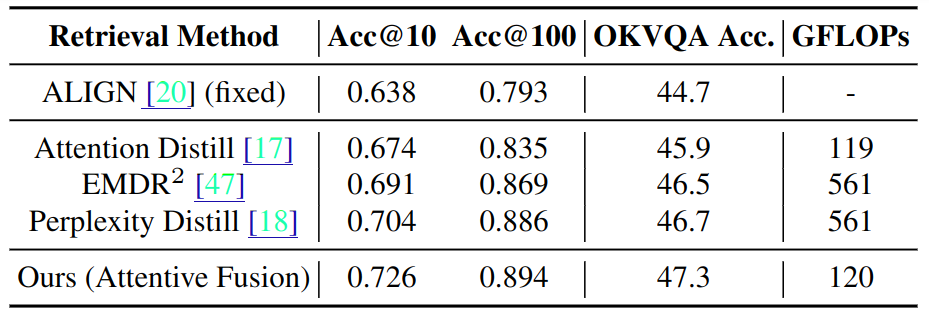 Retrieval Method Acc@10 Acc@100 OKVQA Acc. GFLOPs
ALIGN [20] (fixed) 0.638 0.793 44.7 -
Attention Distill [17] 0.674 0.835 45.9 119
EMDR² [47] 0.691 0.869 46.5 561
Perplexity Distill [18] 0.704 0.886 46.7 561
Ours (Attentive Fusion) 0.726 0.894 47.3 120